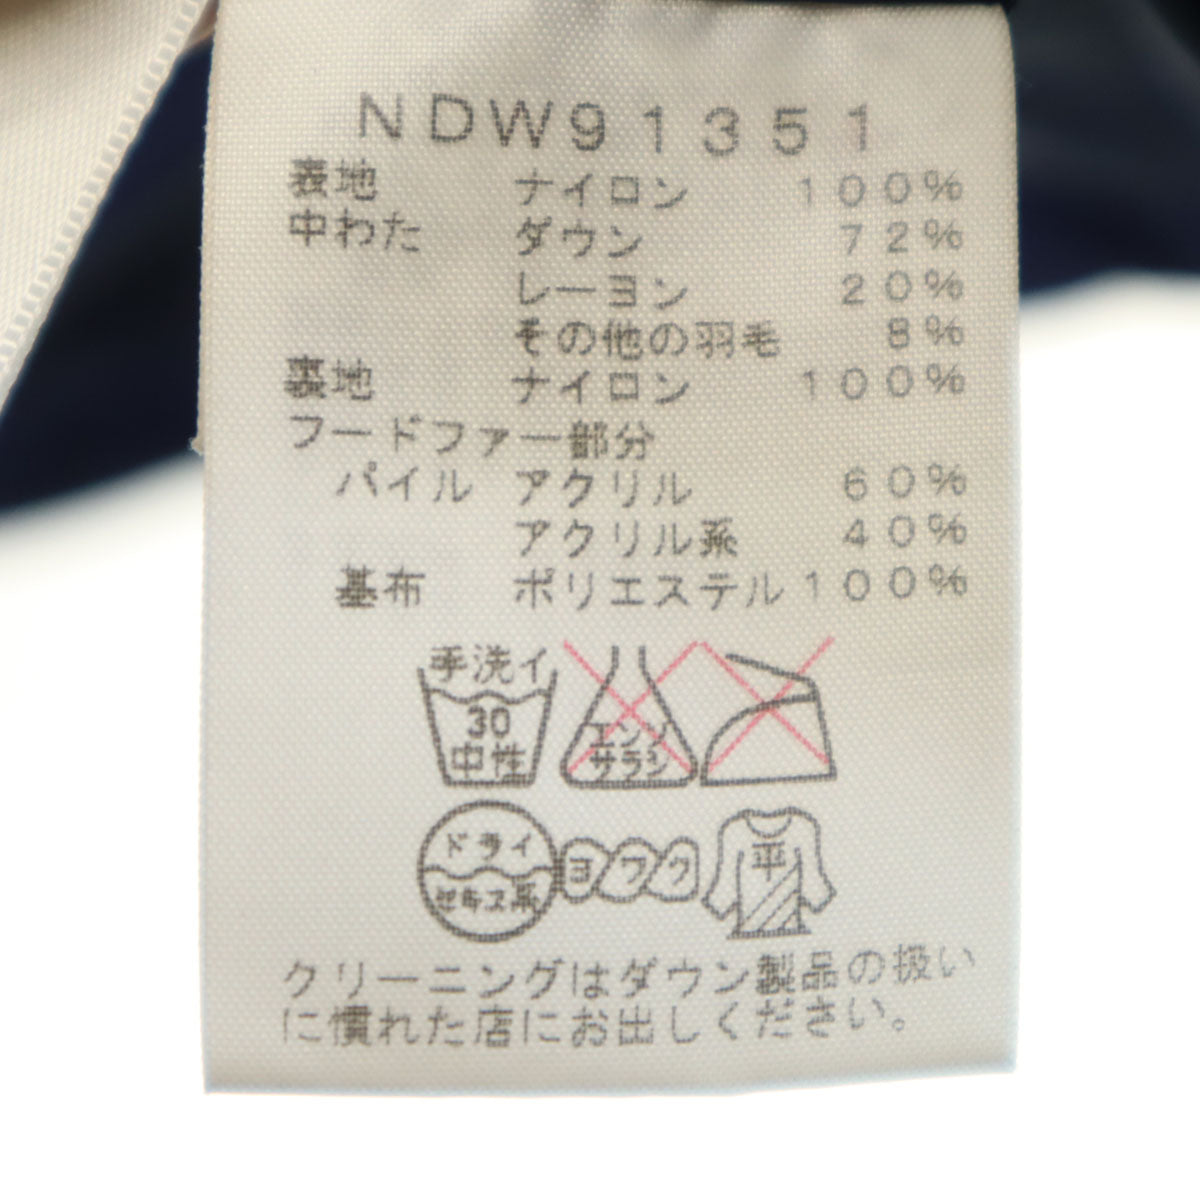 NDW91351
表地 ナイロン 100%
中わた ダウン 72%
レーヨン 20%
その他の羽毛 8%
裏地 ナイロン 100%
フードファー部分
パイル アクリル 60%
アクリル系 40%
基布 ポリエステル 100%
手洗イ
30
中性
エンソ
サラシ
ドライ
セキユ系
ヨワク
平
クリーニングはダウン製品の扱い
に慣れた店にお出しください。